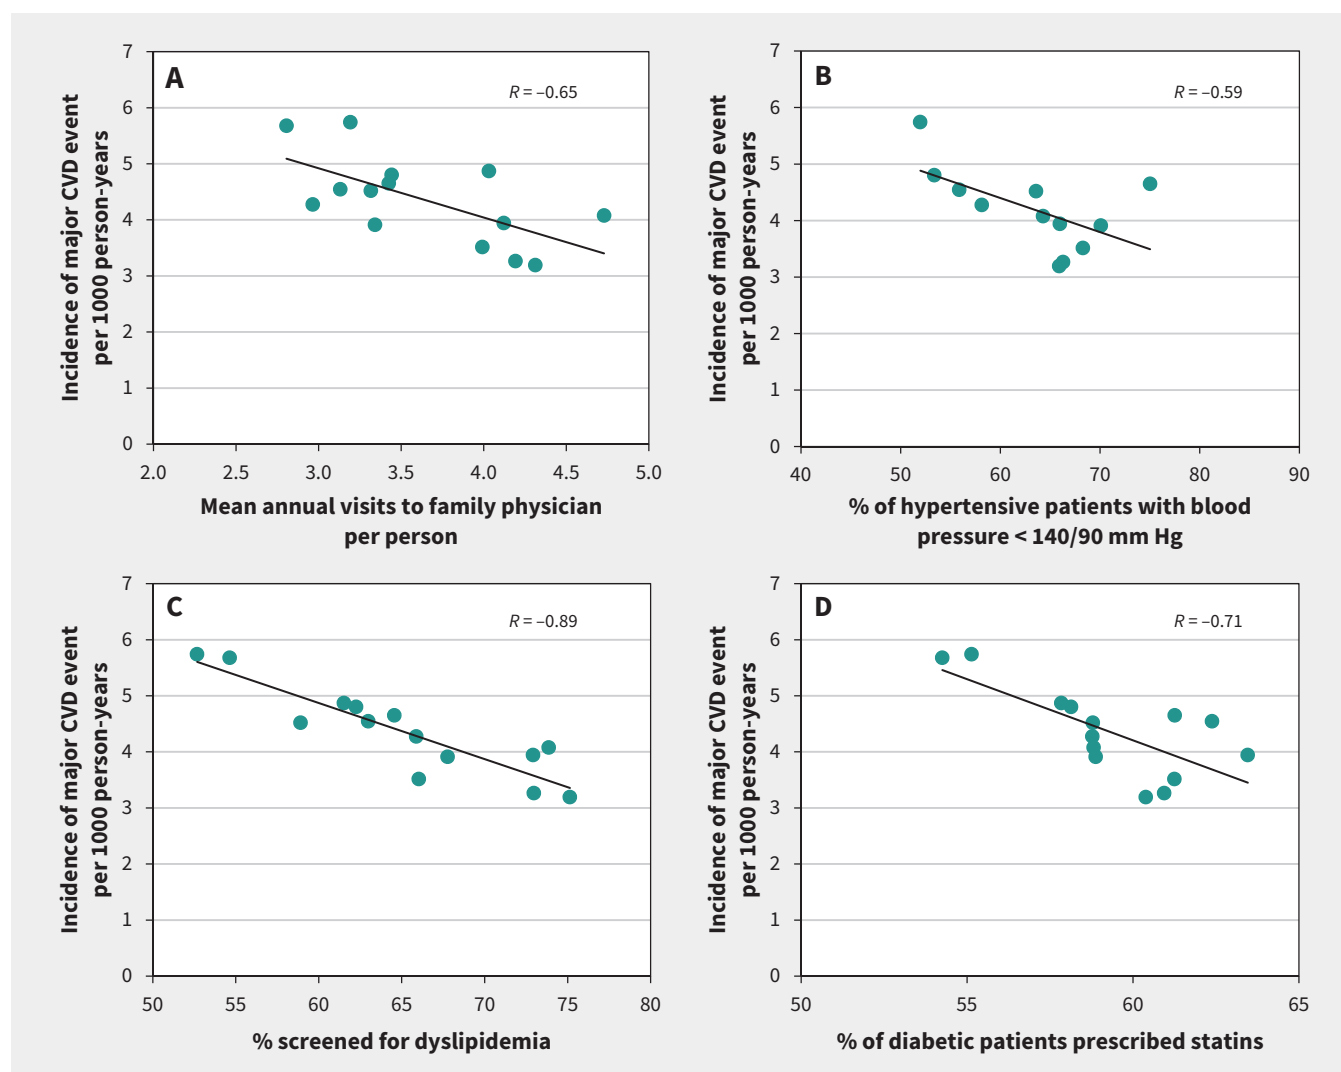 A
R = –0.65
Incidence of major CVD event
per 1000 person-years
7
6
5
4
3
2
1
0
2.0 2.5 3.0 3.5 4.0 4.5 5.0
Mean annual visits to family physician
per person
B
R = –0.59
Incidence of major CVD event
per 1000 person-years
7
6
5
4
3
2
1
0
40 50 60 70 80 90
% of hypertensive patients with blood
pressure < 140/90 mm Hg
C
R = –0.89
Incidence of major CVD event
per 1000 person-years
7
6
5
4
3
2
1
0
50 55 60 65 70 75 80
% screened for dyslipidemia
D
R = –0.71
Incidence of major CVD event
per 1000 person-years
7
6
5
4
3
2
1
0
50 55 60 65
% of diabetic patients prescribed statins